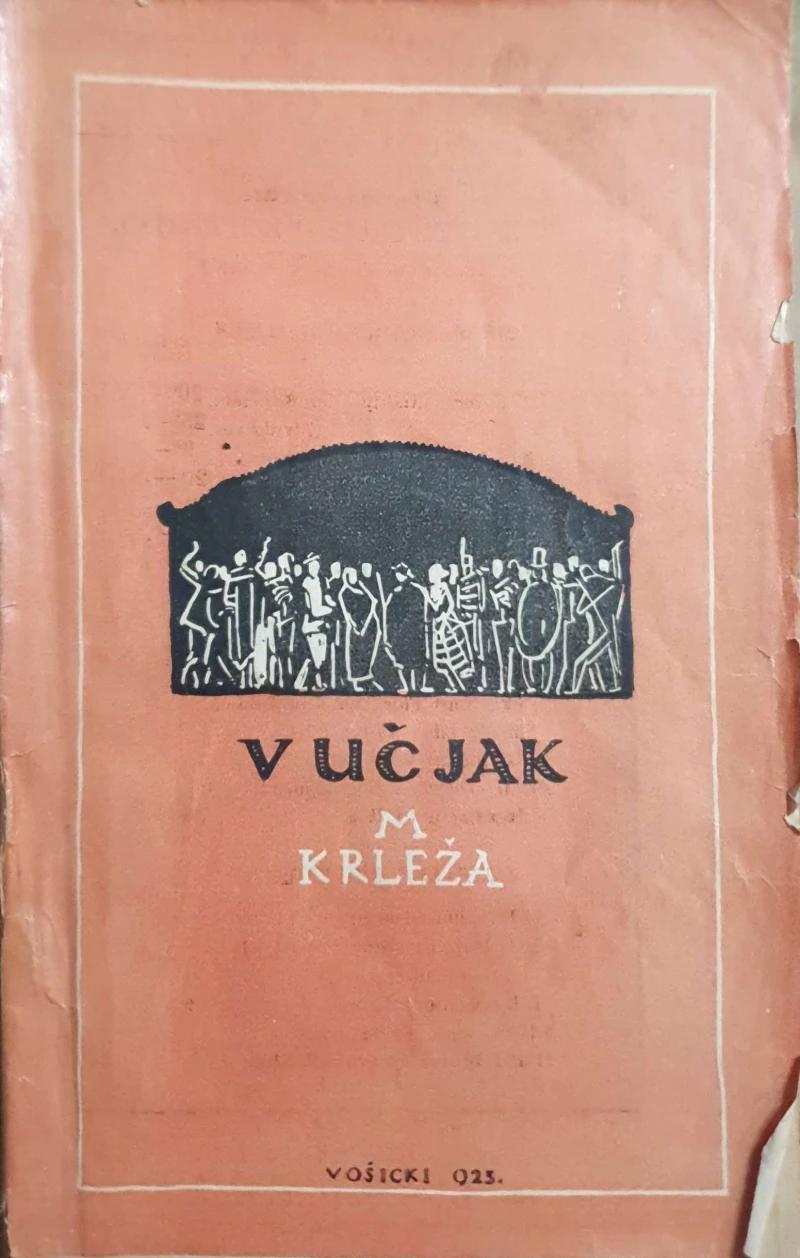 VUČJAK
M
KRLEŽA
VOŠICKI 923.